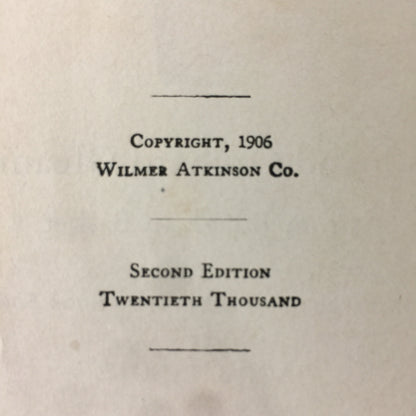 Copyright, 1906
Wilmer Atkinson Co.
Second Edition
Twentieth Thousand